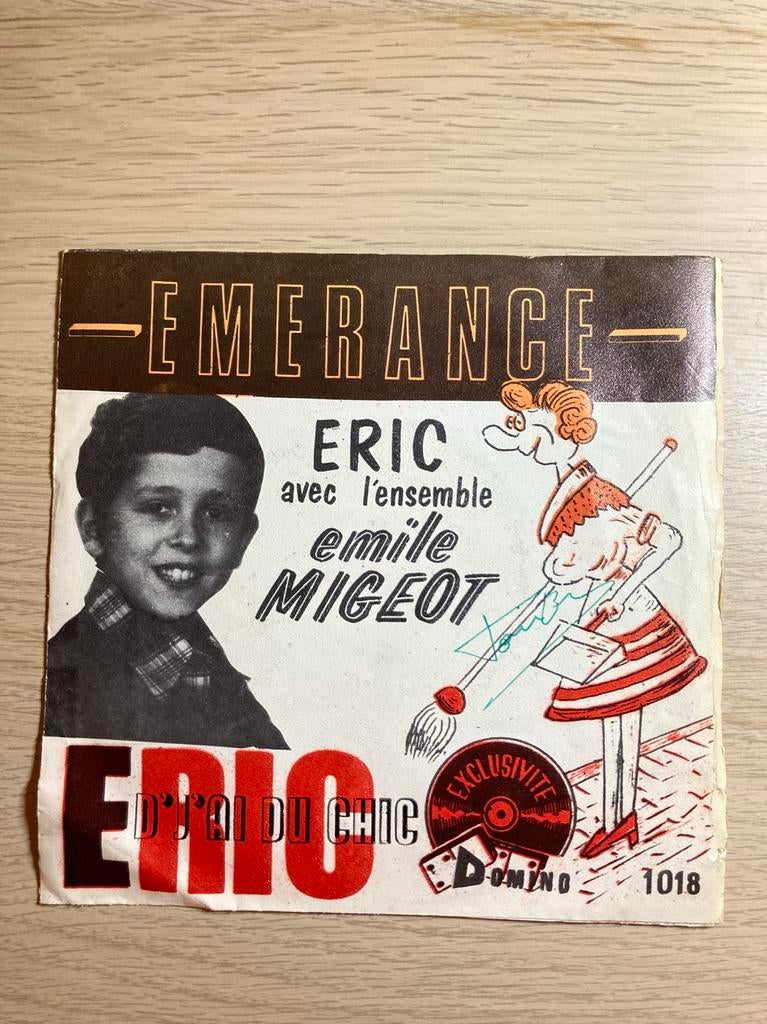 EMERANCE
ERIC
avec l'ensemble
emile
MIGEOT
ERIC
D'J'AI DU CHIC
EXCLUSIVITE
DOMINO
1018